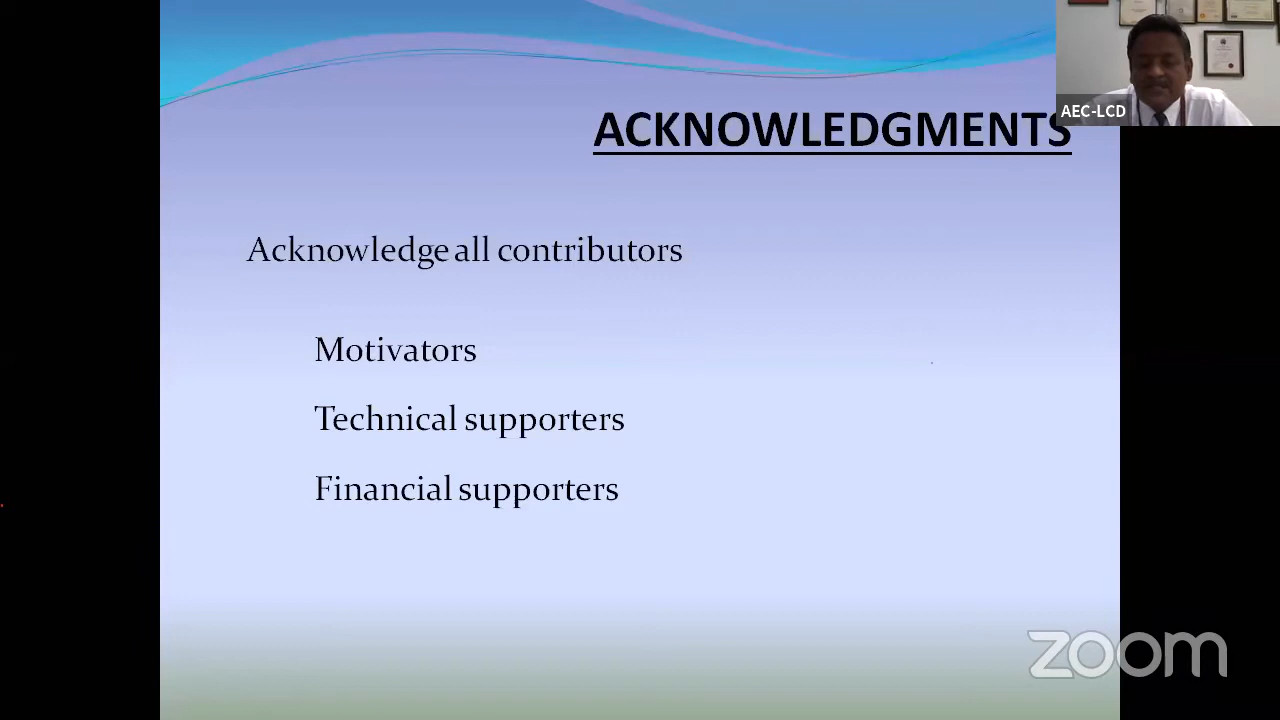 AEC-LCD
ACKNOWLEDGMENTS
Acknowledge all contributors
Motivators
Technical supporters
Financial supporters
zoom